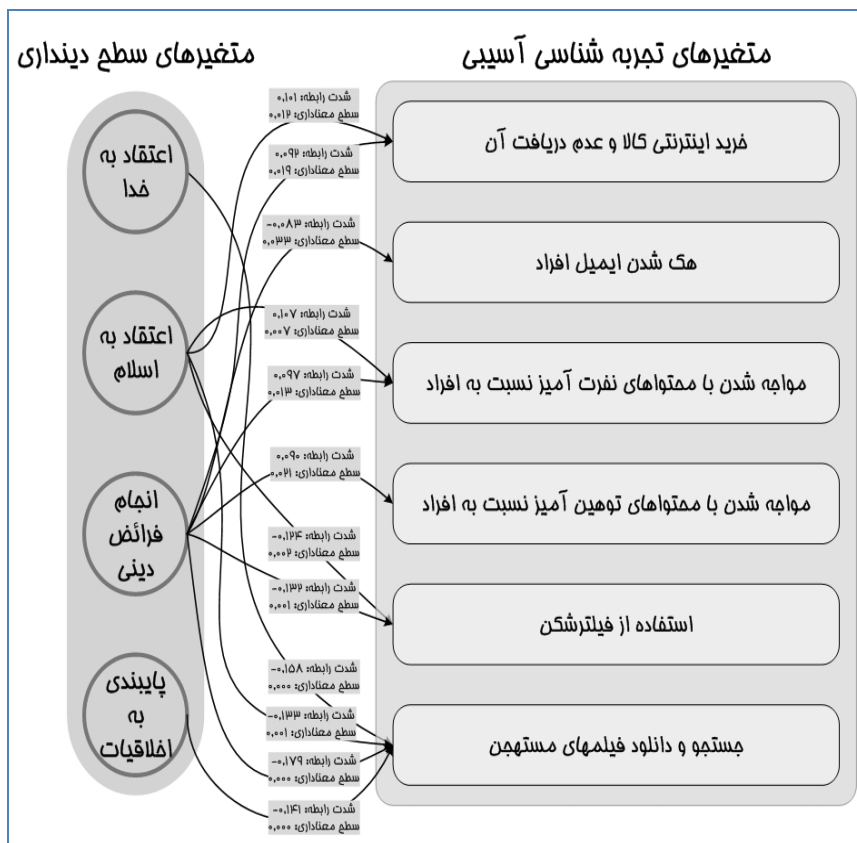 متغیرهای تجربه شناسی آسیبی
متغیرهای سطح دینداری
خرید اینترنتی کالا و عدم دریافت آن
هک شدن ایمیل افراد
مواجه شدن با محتواهای نفرت آمیز نسبت به افراد
مواجه شدن با محتواهای توهین آمیز نسبت به افراد
استفاده از فیلترشکن
جستجو و دانلود فیلمهای مستهجن
شدت رابطه: ۰,۱۰۱
سطح معناداری: ۰,۰۱۲
شدت رابطه: ۰,۰۹۲
سطح معناداری: ۰,۰۱۹
شدت رابطه: ۰,۰۸۳-
سطح معناداری: ۰,۰۳۳
شدت رابطه: ۰,۱۰۷
سطح معناداری: ۰,۰۰۷
شدت رابطه: ۰,۰۹۷
سطح معناداری: ۰,۰۱۳
شدت رابطه: ۰,۰۹۰
سطح معناداری: ۰,۰۲۱
شدت رابطه: ۰,۱۲۴-
سطح معناداری: ۰,۰۰۲
شدت رابطه: ۰,۱۳۲-
سطح معناداری: ۰,۰۰۱
شدت رابطه: ۰,۱۵۸-
سطح معناداری: ۰,۰۰۰
شدت رابطه: ۰,۱۳۳-
سطح معناداری: ۰,۰۰۱
شدت رابطه: ۰,۱۷۹-
سطح معناداری: ۰,۰۰۰
شدت رابطه: ۰,۱۴۱-
سطح معناداری: ۰,۰۰۰
اعتقاد به
خدا
اعتقاد به
اسلام
انجام
فرائض
دینی
پایبندی
به
اخلاقیات